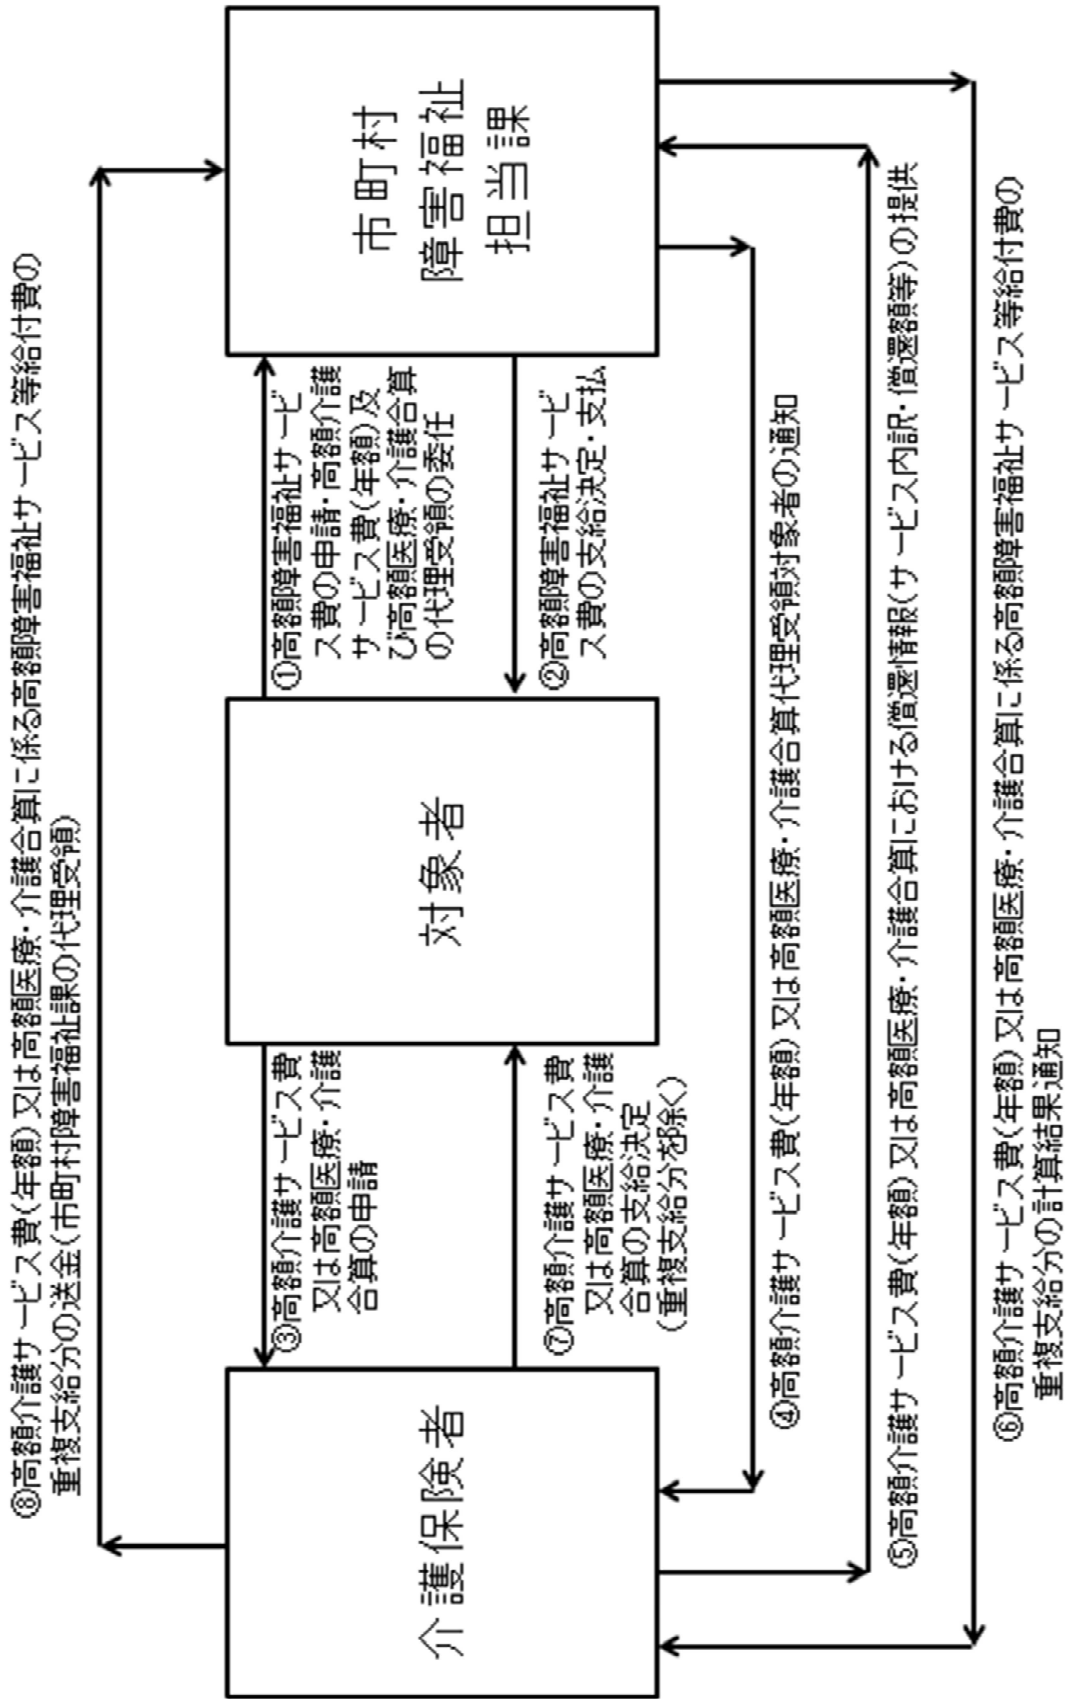 ⑧高額介護サービス費(年額)又は高額医療・介護合算に係る高額障害福祉サービス等給付費の
重複支給分の送金(市町村障害福祉課の代理受領)
介護保険者
③高額介護サービス費
又は高額医療・介護
合算の申請
⑦高額介護サービス費
又は高額医療・介護
合算の支給決定
(重複支給分を除く)
対象者
①高額障害福祉サービ
ス費の申請・高額介護
サービス費(年額)及
び高額医療・介護合算
の代理受領の委任
②高額障害福祉サービ
ス費の支給決定・支払
市町村
障害福祉
担当課
④高額介護サービス費(年額)又は高額医療・介護合算代理受領対象者の通知
⑤高額介護サービス費(年額)又は高額医療・介護合算における償還情報(サービス内訳・償還額等)の提供
⑥高額介護サービス費(年額)又は高額医療・介護合算に係る高額障害福祉サービス等給付費の
重複支給分の計算結果通知